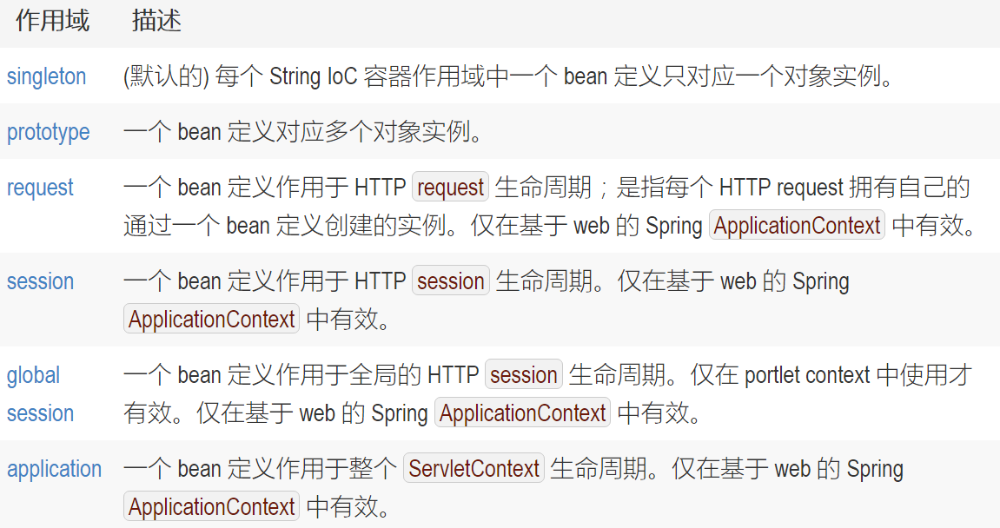 作用域 描述
singleton (默认的) 每个 String IoC 容器作用域中一个 bean 定义只对应一个对象实例。
prototype 一个 bean 定义对应多个对象实例。
request 一个 bean 定义作用于 HTTP request 生命周期；是指每个 HTTP request 拥有自己的
通过一个 bean 定义创建的实例。仅在基于 web 的 Spring ApplicationContext 中有效。
session 一个 bean 定义作用于 HTTP session 生命周期。仅在基于 web 的 Spring
ApplicationContext 中有效。
global 一个 bean 定义作用于全局的 HTTP session 生命周期。仅在 portlet context 中使用才
session 有效。仅在基于 web 的 Spring ApplicationContext 中有效。
application 一个 bean 定义作用于整个 ServletContext 生命周期。仅在基于 web 的 Spring
ApplicationContext 中有效。